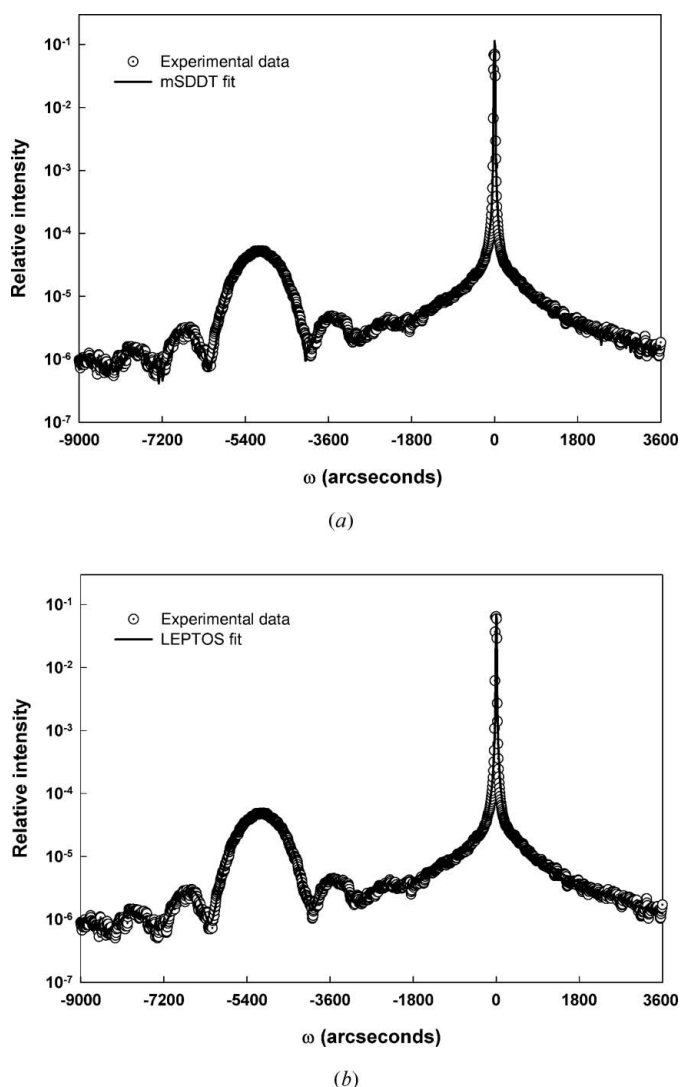 10-1
Experimental data
mSDDT fit
10-2
10-3
Relative intensity
10-4
10-5
10-6
10-7
-9000 -7200 -5400 -3600 -1800 0 1800 3600
ω (arcseconds)
(a)
10-1
Experimental data
LEPTOS fit
10-2
10-3
Relative intensity
10-4
10-5
10-6
10-7
-9000 -7200 -5400 -3600 -1800 0 1800 3600
ω (arcseconds)
(b)